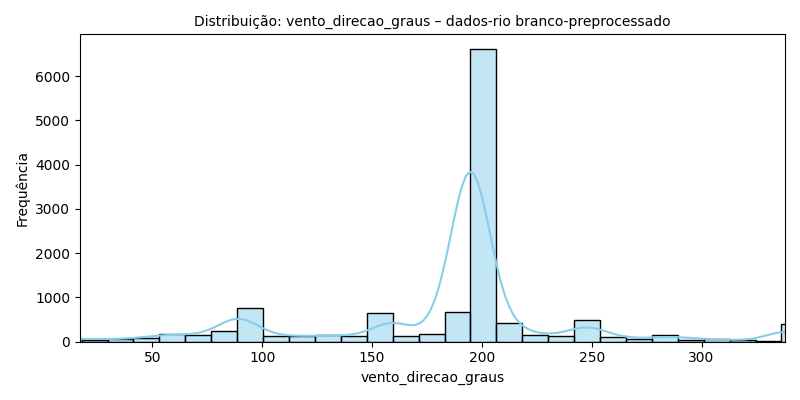 Distribuição: vento_direcao_graus – dados-rio branco-preprocessado
Frequência
6000
5000
4000
3000
2000
1000
0
50 100 150 200 250 300
vento_direcao_graus